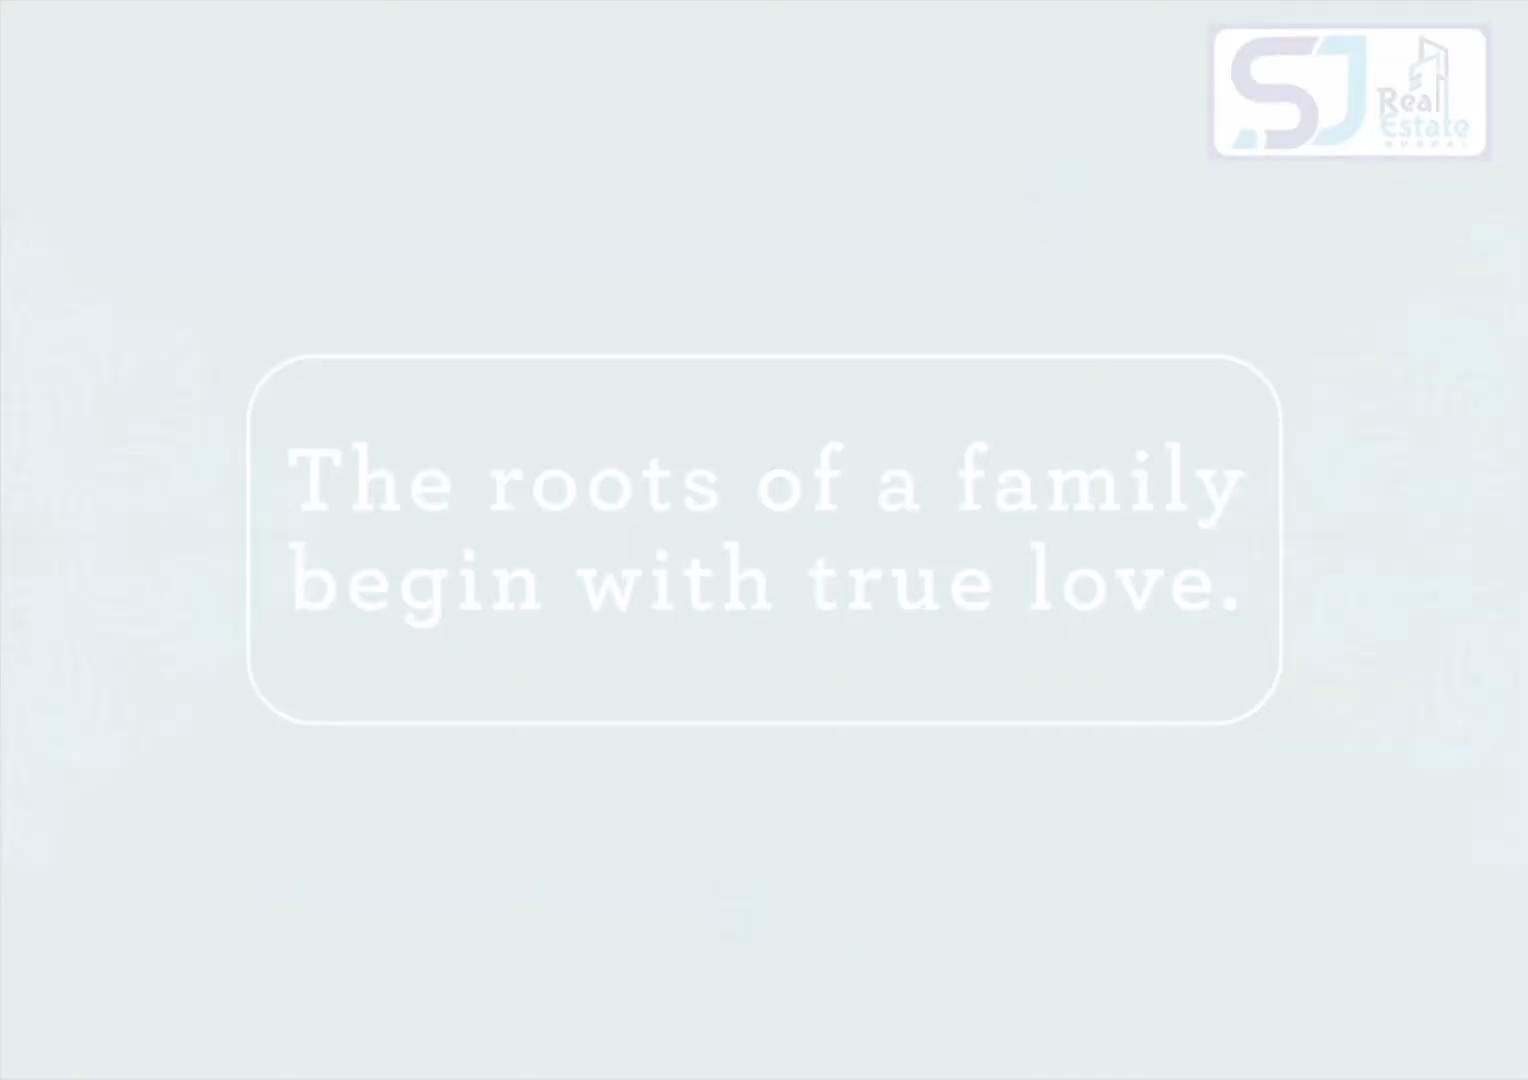 SJ
Real
Estate
The roots of a family
begin with true love.